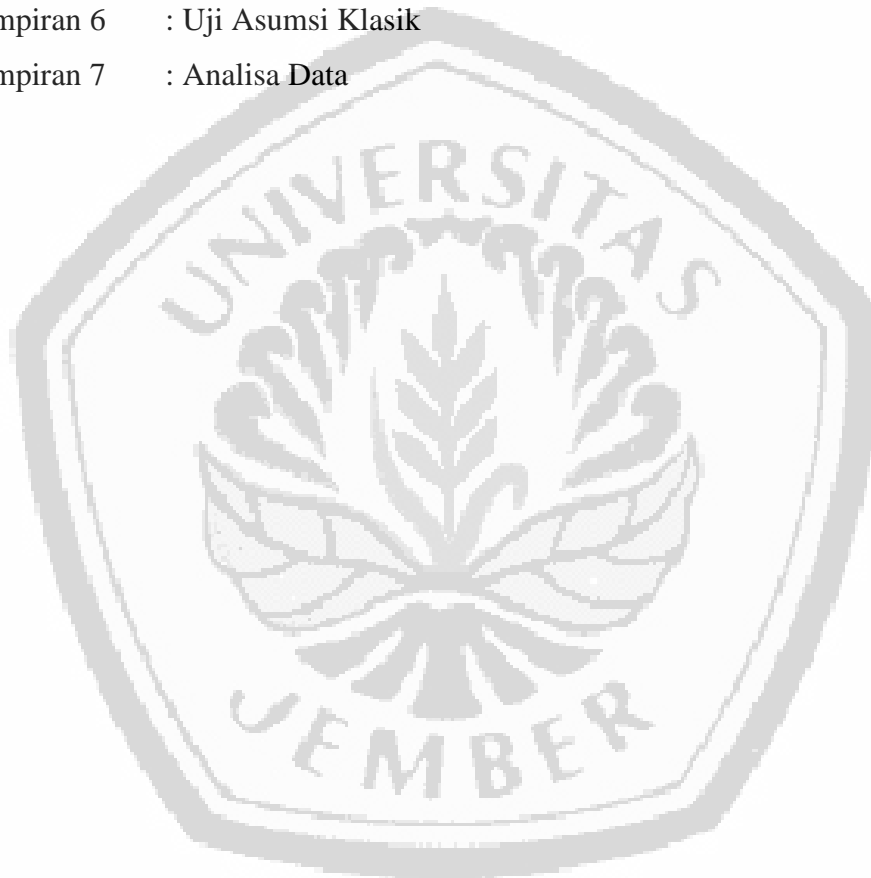 mpiran 6 : Uji Asumsi Klasik
mpiran 7 : Analisa Data
UNIVERSITAS
JEMBER